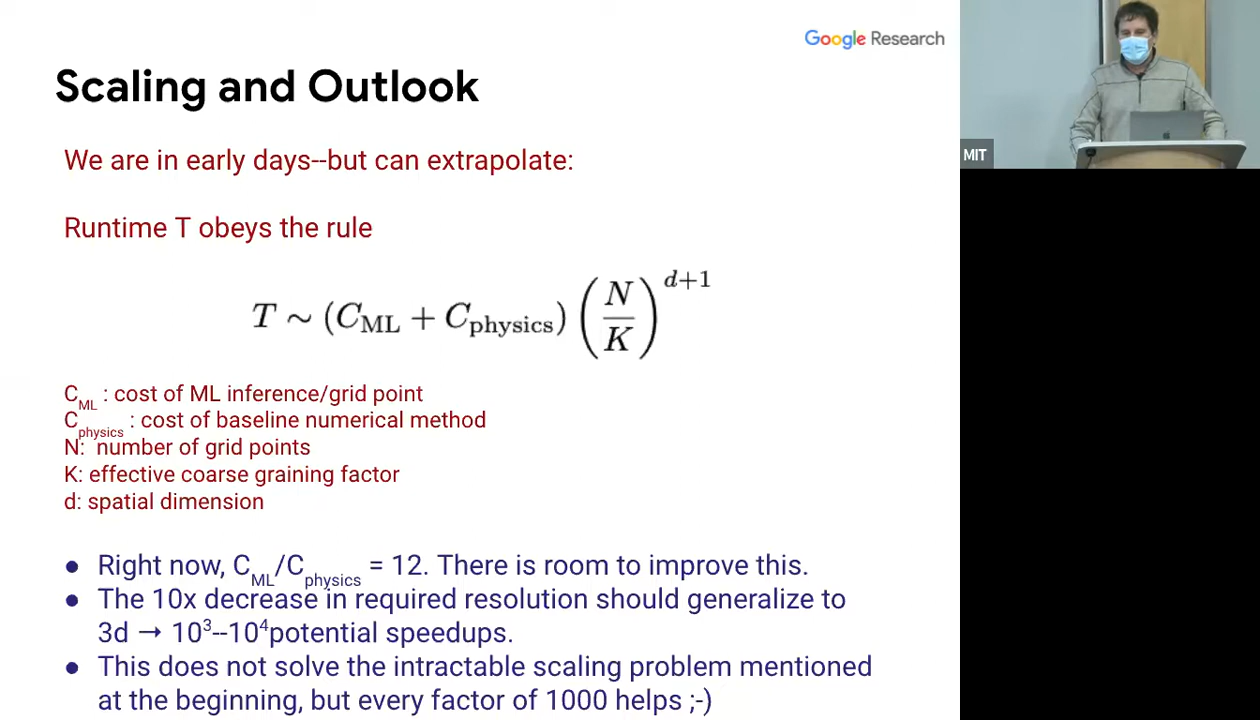 Google Research
Scaling and Outlook
We are in early days--but can extrapolate:
Runtime T obeys the rule
T ∼ (C_ML + C_physics) (N/K)^{d+1}
C_ML : cost of ML inference/grid point
C_physics : cost of baseline numerical method
N: number of grid points
K: effective coarse graining factor
d: spatial dimension
● Right now, C_ML/C_physics = 12. There is room to improve this.
● The 10x decrease in required resolution should generalize to
3d → 10³--10⁴potential speedups.
● This does not solve the intractable scaling problem mentioned
at the beginning, but every factor of 1000 helps ;-)
MIT